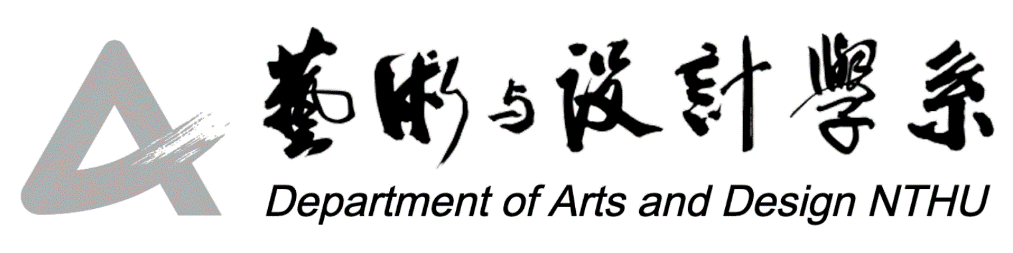 藝術与設計學系
Department of Arts and Design NTHU